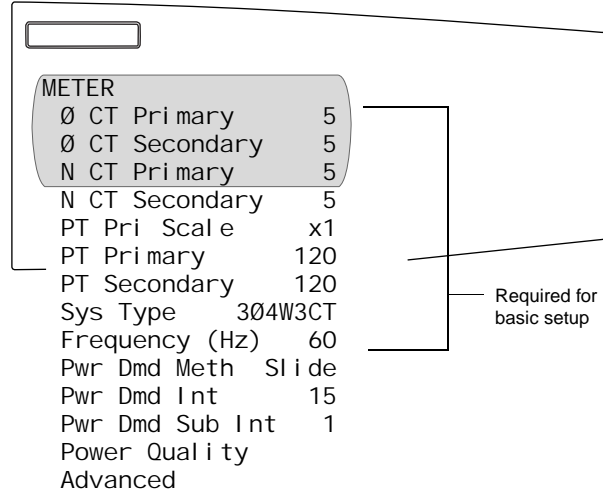 METER
Ø CT Primary 5
Ø CT Secondary 5
N CT Primary 5
N CT Secondary 5
PT Pri Scale x1
PT Primary 120
PT Secondary 120
Sys Type 3Ø4W3CT
Frequency (Hz) 60
Pwr Dmd Meth Slide
Pwr Dmd Int 15
Pwr Dmd Sub Int 1
Power Quality
Advanced
Required for
basic setup